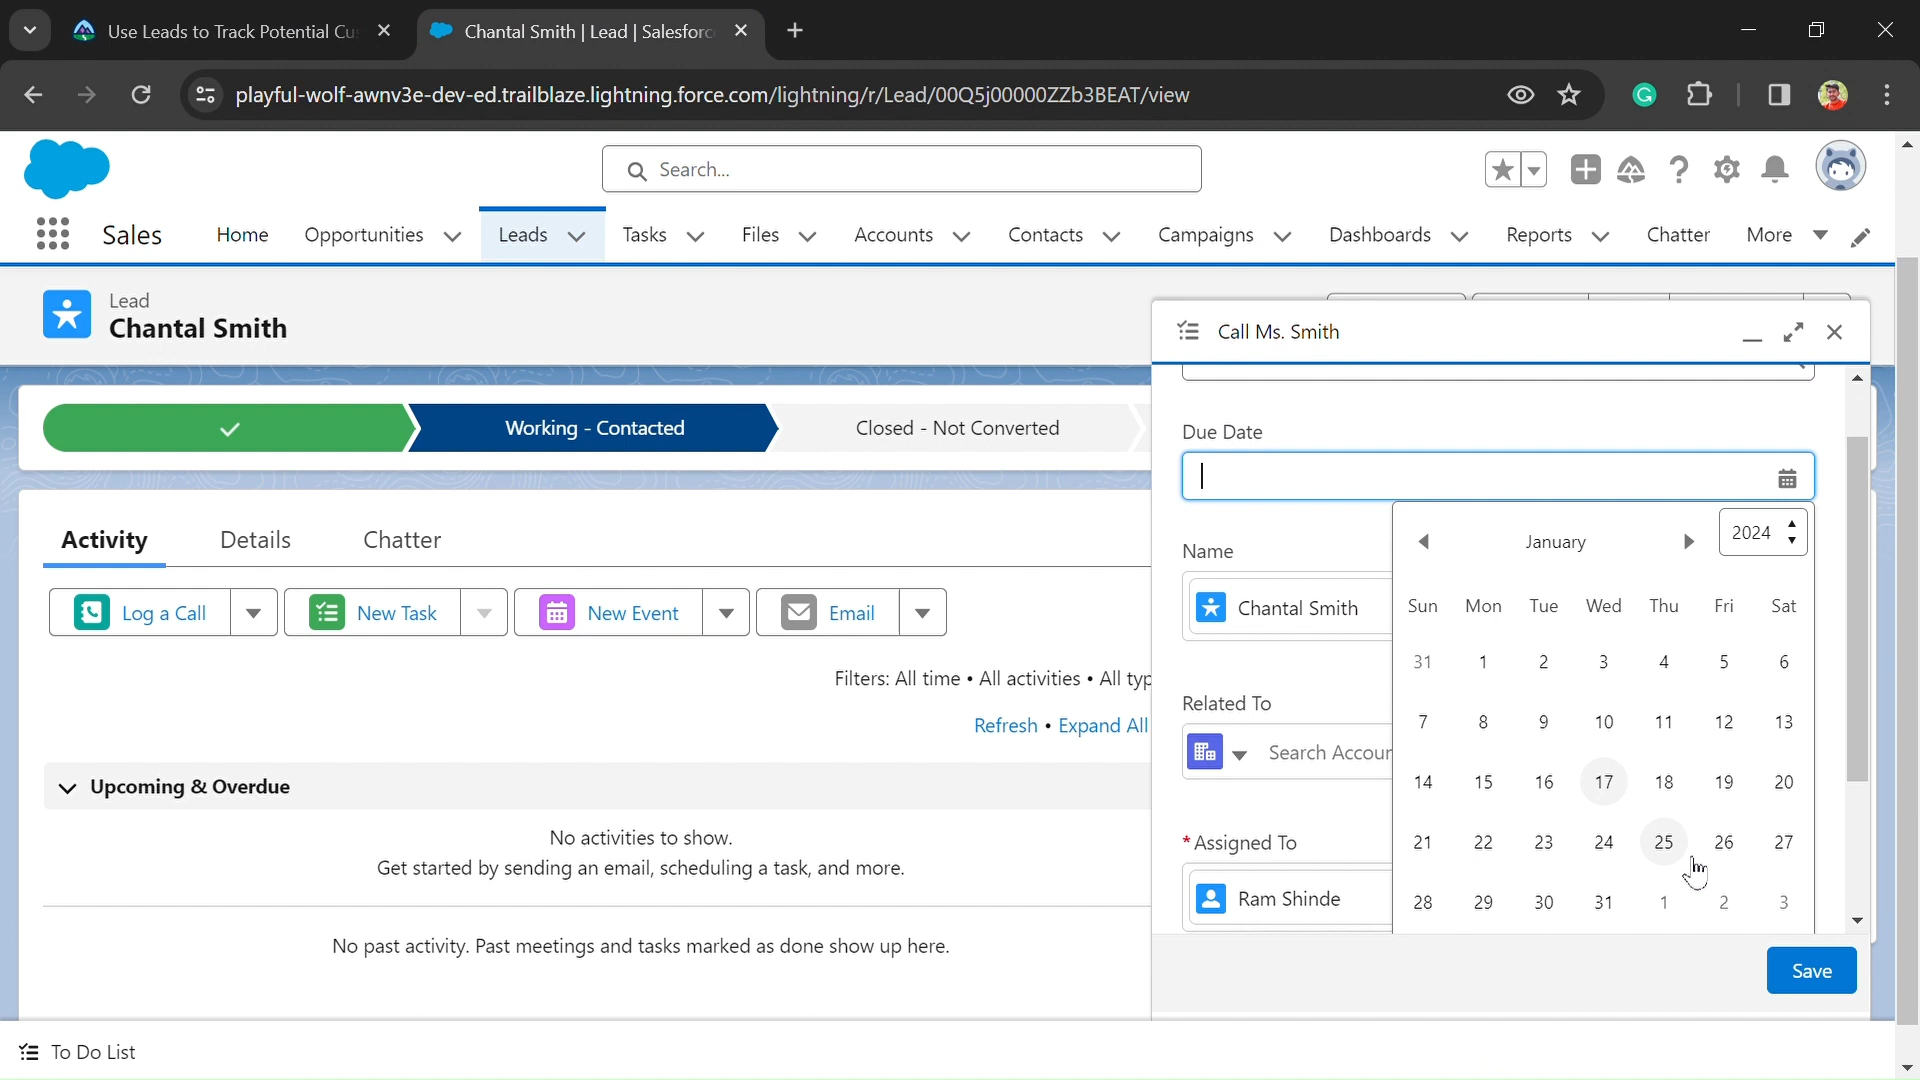 Use Leads to Track Potential Cu
Chantal Smith | Lead | Salesforc
playful-wolf-awnv3e-dev-ed.trailblaze.lightning.force.com/lightning/r/Lead/00Q5j00000ZZb3BEAT/view
Search...
Sales
Home
Opportunities
Leads
Tasks
Files
Accounts
Contacts
Campaigns
Dashboards
Reports
Chatter
More
Lead
Chantal Smith
Working - Contacted
Closed - Not Converted
Activity
Details
Chatter
Log a Call
New Task
New Event
Email
Filters: All time • All activities • All typ
Refresh • Expand All
Upcoming & Overdue
No activities to show.
Get started by sending an email, scheduling a task, and more.
No past activity. Past meetings and tasks marked as done show up here.
Call Ms. Smith
Due Date
Name
Chantal Smith
Related To
Search Accoun
*Assigned To
Ram Shinde
January
2024
Sun Mon Tue Wed Thu Fri Sat
31 1 2 3 4 5 6
7 8 9 10 11 12 13
14 15 16 17 18 19 20
21 22 23 24 25 26 27
28 29 30 31 1 2 3
Save
To Do List